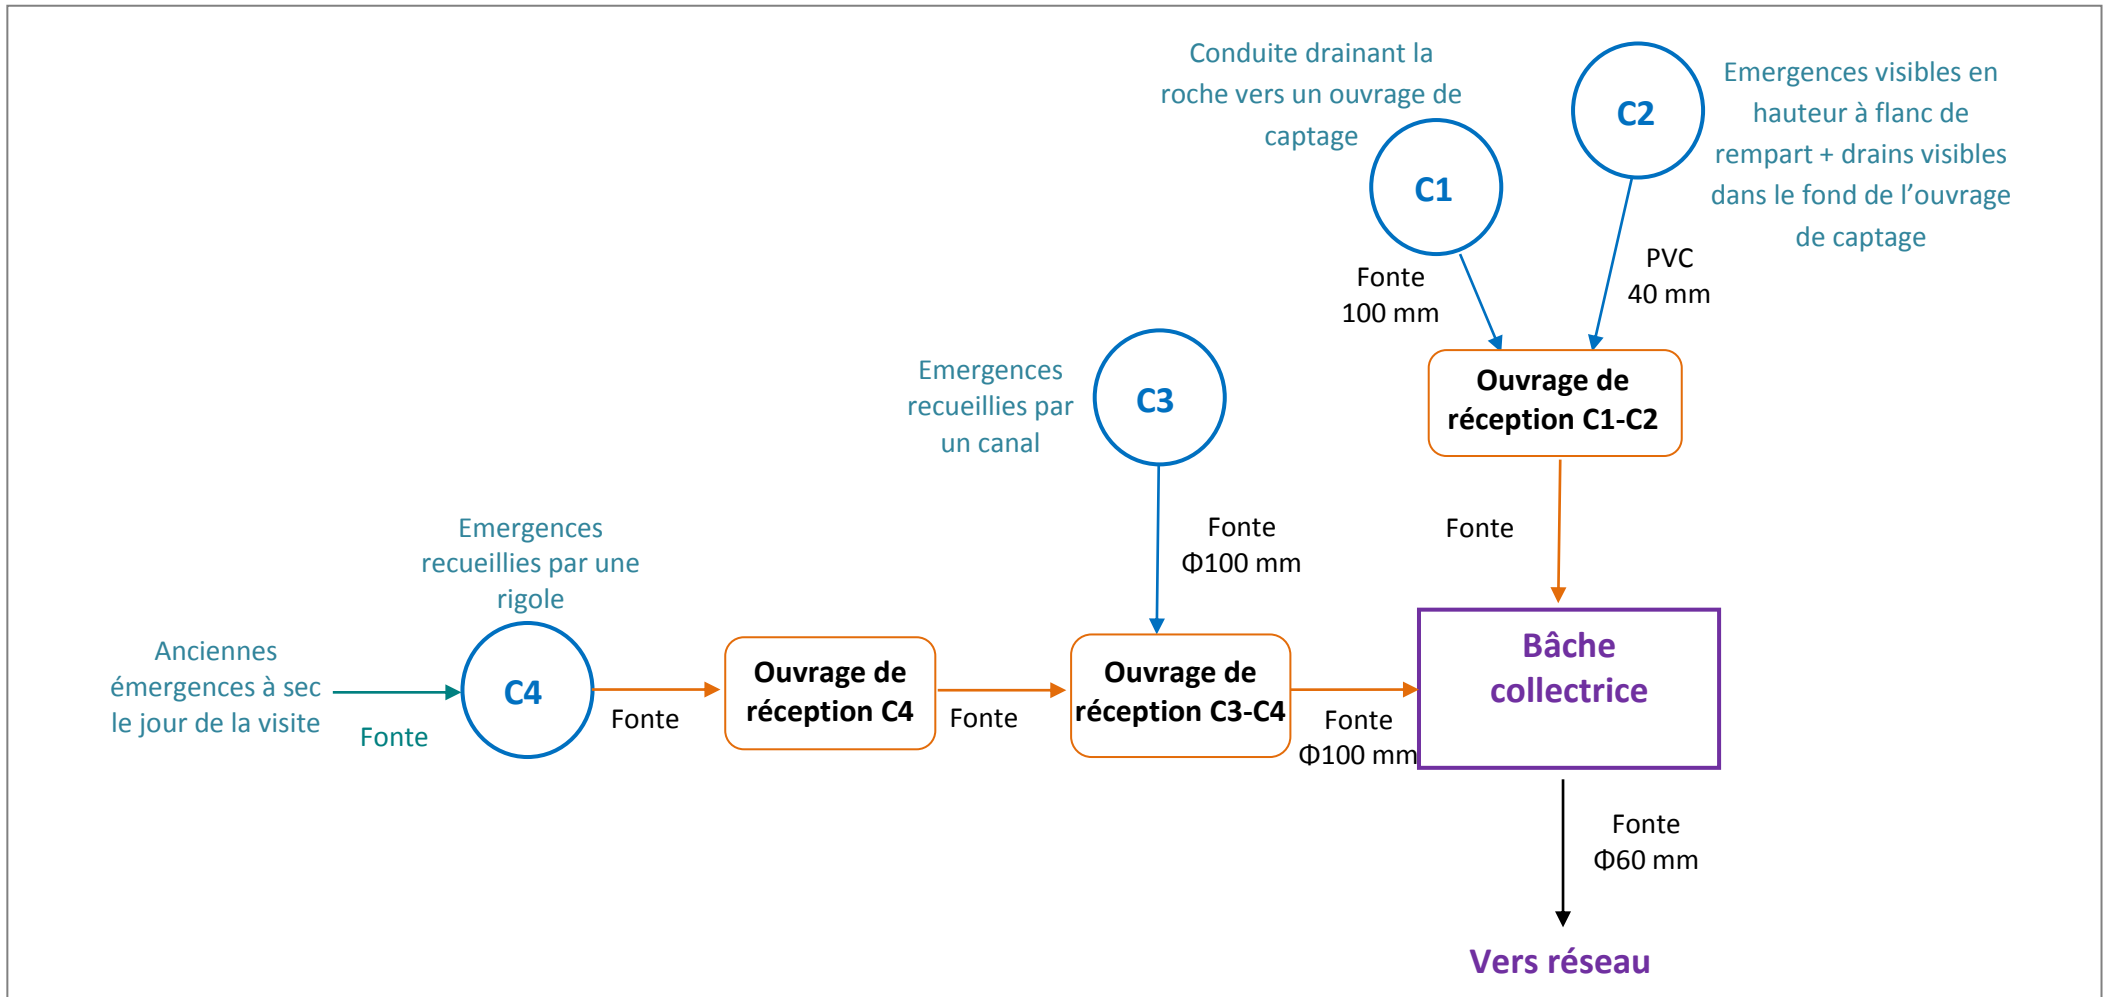 Conduite drainant la
roche vers un ouvrage de
captage
C1
C2
Emergences visibles en
hauteur à flanc de
rempart + drains visibles
dans le fond de l’ouvrage
de captage
Fonte
100 mm
PVC
40 mm
Ouvrage de
réception C1-C2
Emergences
recueillies par
un canal
C3
Fonte
Φ100 mm
Fonte
Emergences
recueillies par une
rigole
Anciennes
émergences à sec
le jour de la visite
Fonte
C4
Fonte
Ouvrage de
réception C4
Fonte
Ouvrage de
réception C3-C4
Fonte
Φ100 mm
Bâche
collectrice
Fonte
Φ60 mm
Vers réseau